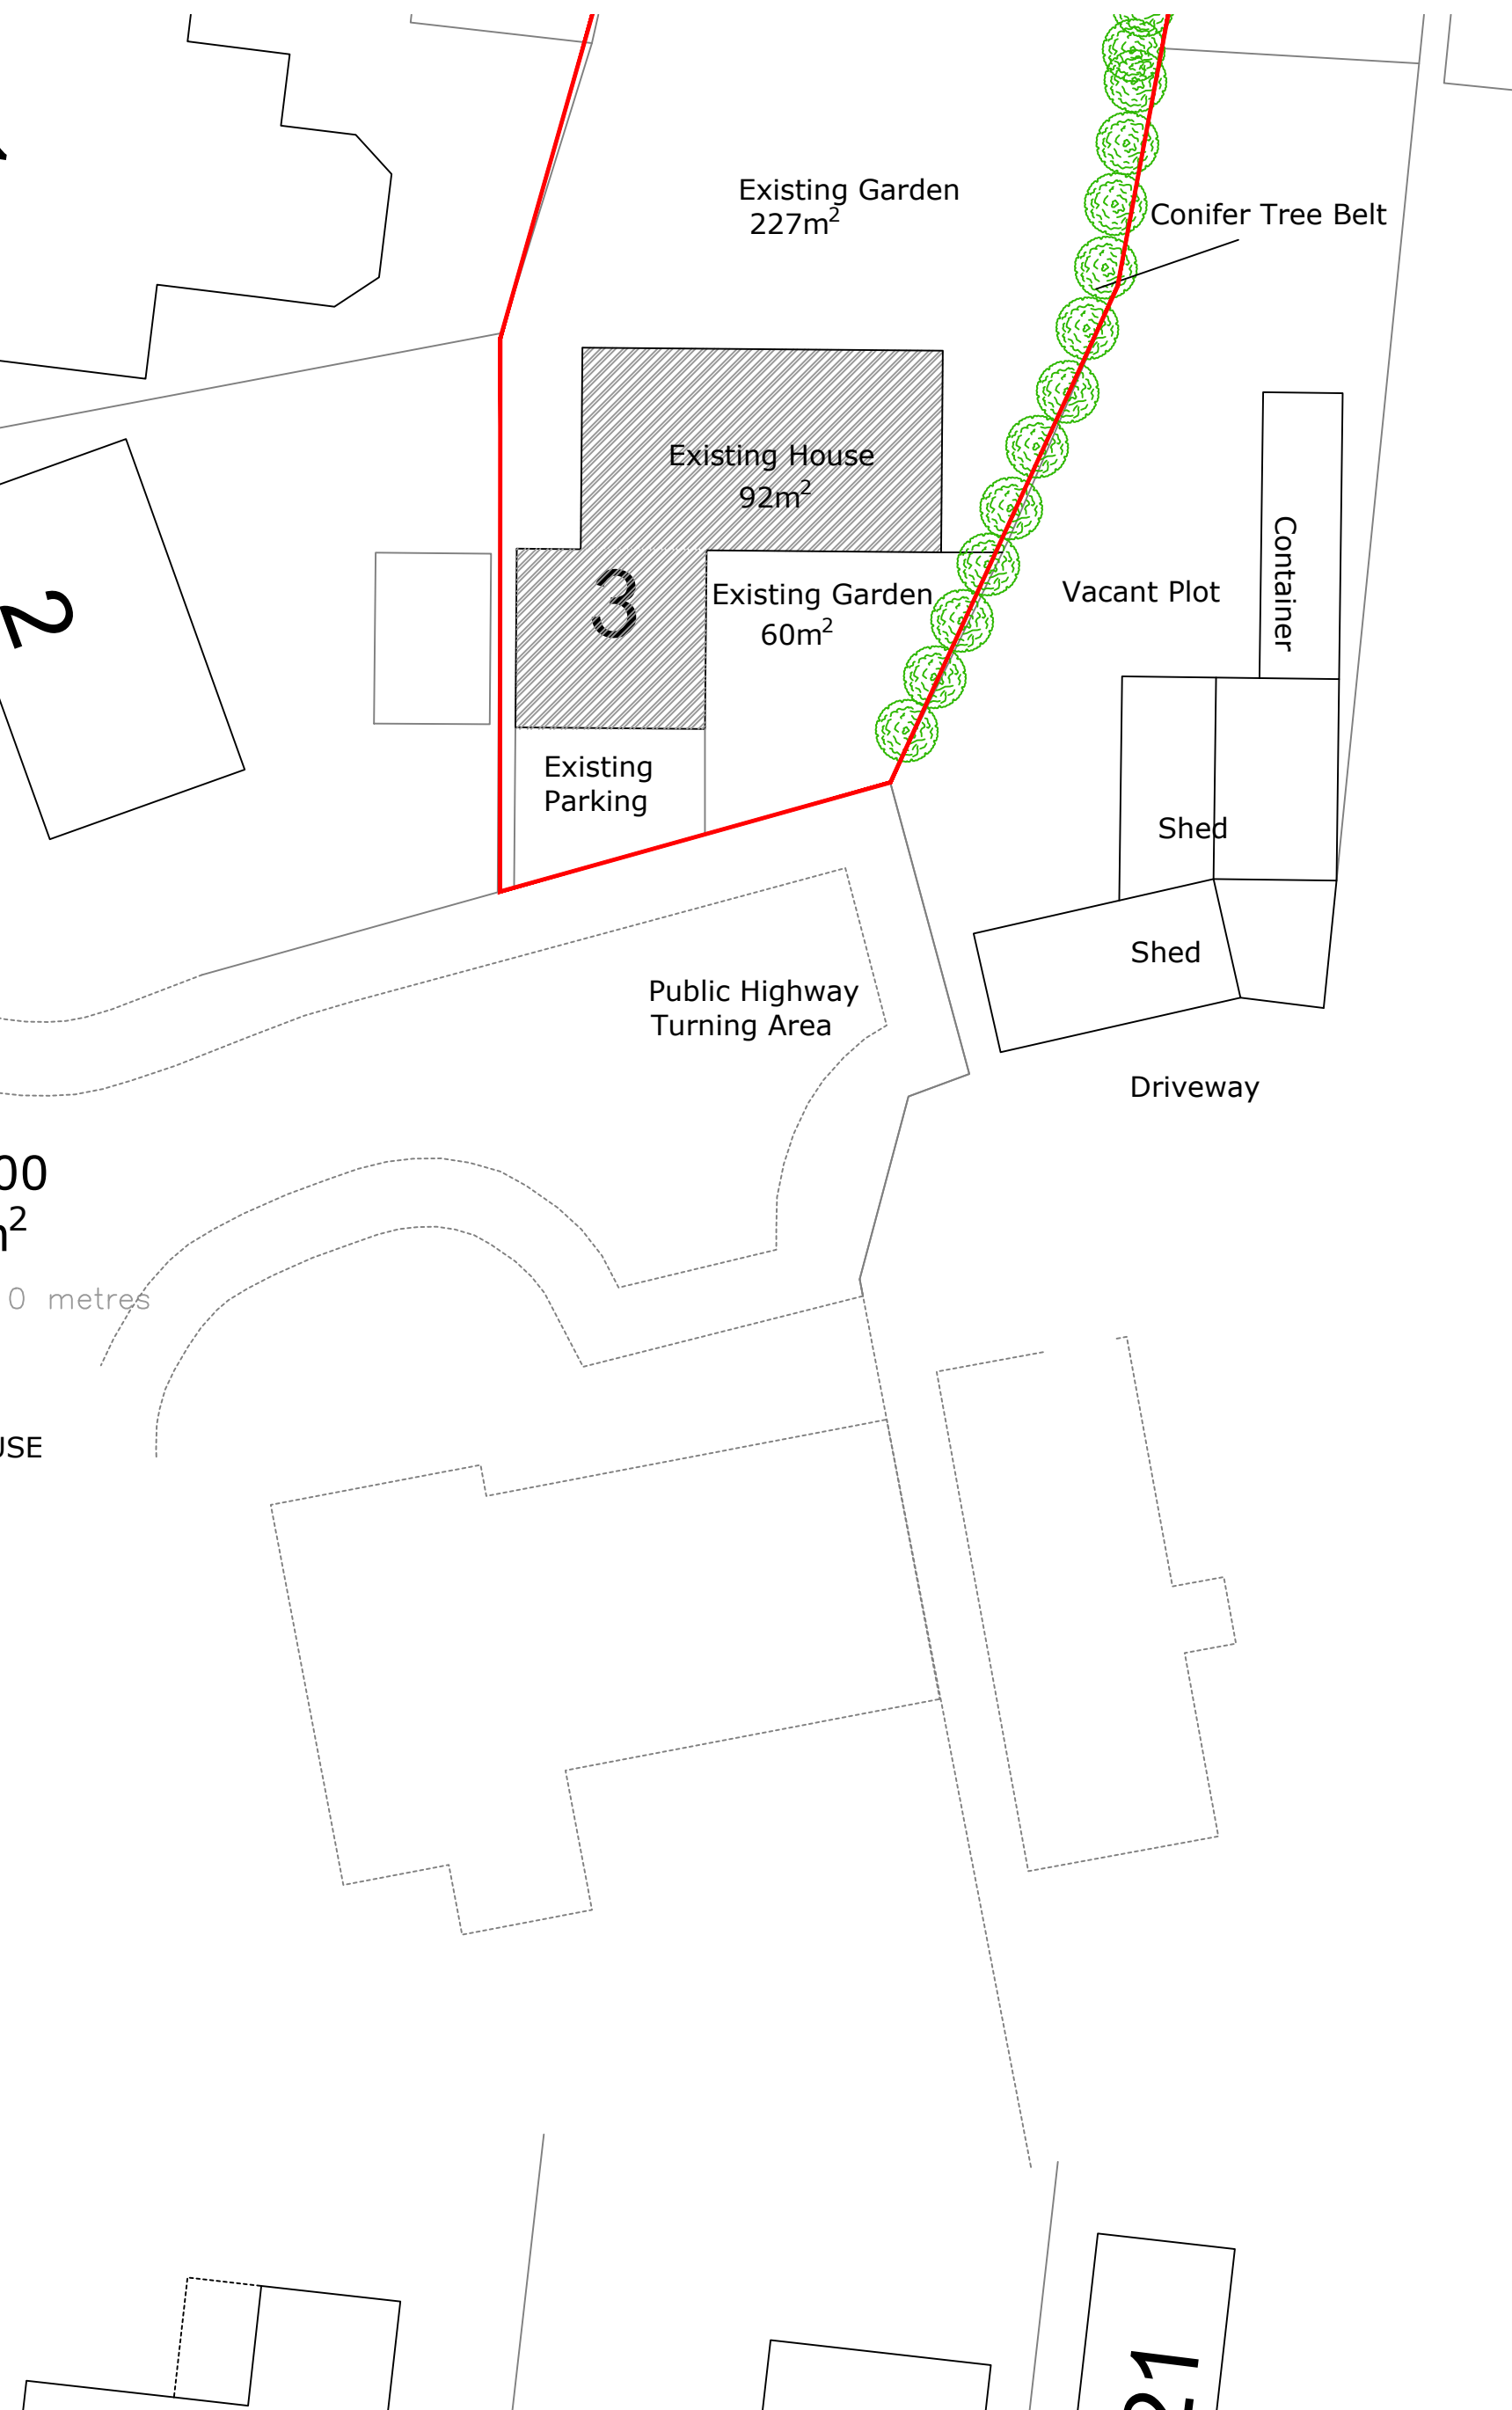 Existing Garden
227m²
Conifer Tree Belt
Existing House
92m²
Container
3
Existing Garden
60m²
Vacant Plot
2
Existing
Parking
Shed
Shed
Public Highway
Turning Area
Driveway
00
m²
0 metres
USE
21